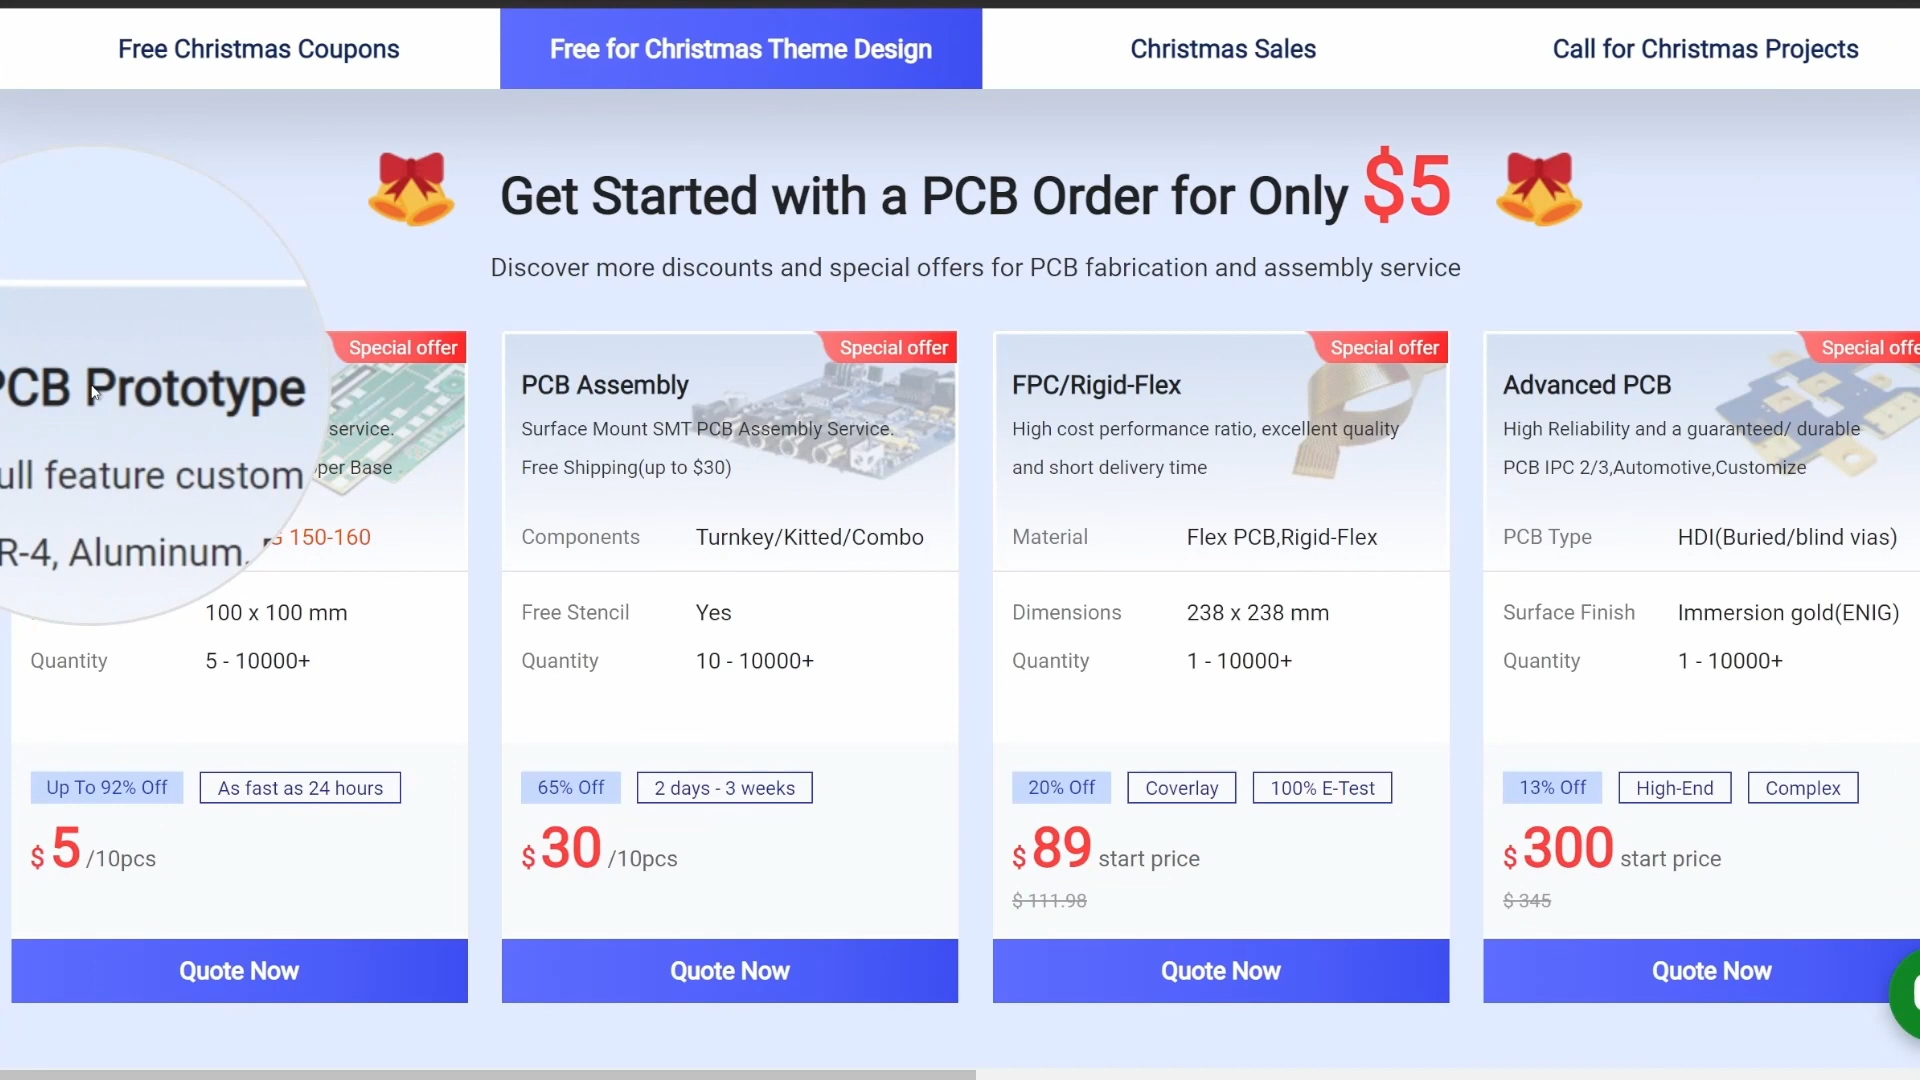 Free Christmas Coupons
Free for Christmas Theme Design
Christmas Sales
Call for Christmas Projects
Get Started with a PCB Order for Only $5
Discover more discounts and special offers for PCB fabrication and assembly service
Special offer
PCB Prototype
service.
ull feature custom
per Base
R-4, Aluminum,
150-160
100 x 100 mm
Quantity 5 - 10000+
Up To 92% Off As fast as 24 hours
$ 5 /10pcs
Quote Now
Special offer
PCB Assembly
Surface Mount SMT PCB Assembly Service.
Free Shipping(up to $30)
Components Turnkey/Kitted/Combo
Free Stencil Yes
Quantity 10 - 10000+
65% Off 2 days - 3 weeks
$ 30 /10pcs
Quote Now
Special offer
FPC/Rigid-Flex
High cost performance ratio, excellent quality
and short delivery time
Material Flex PCB,Rigid-Flex
Dimensions 238 x 238 mm
Quantity 1 - 10000+
20% Off Coverlay 100% E-Test
$ 89 start price
$ 111.98
Quote Now
Special offe
Advanced PCB
High Reliability and a guaranteed/ durable
PCB IPC 2/3,Automotive,Customize
PCB Type HDI(Buried/blind vias)
Surface Finish Immersion gold(ENIG)
Quantity 1 - 10000+
13% Off High-End Complex
$ 300 start price
$ 345
Quote Now